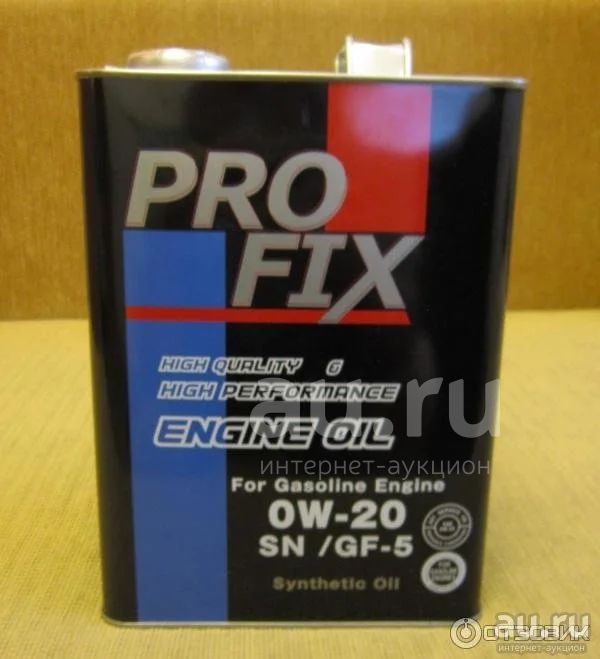 PRO
FIX
HIGH QUALITY &
HIGH PERFORMANCE
ENGINE OIL
au.ru
интернет-аукцион
For Gasoline Engine
0W-20
SN /GF-5
Synthetic Oil
au.ru
ОТЗОВИК
интернет-аукцион